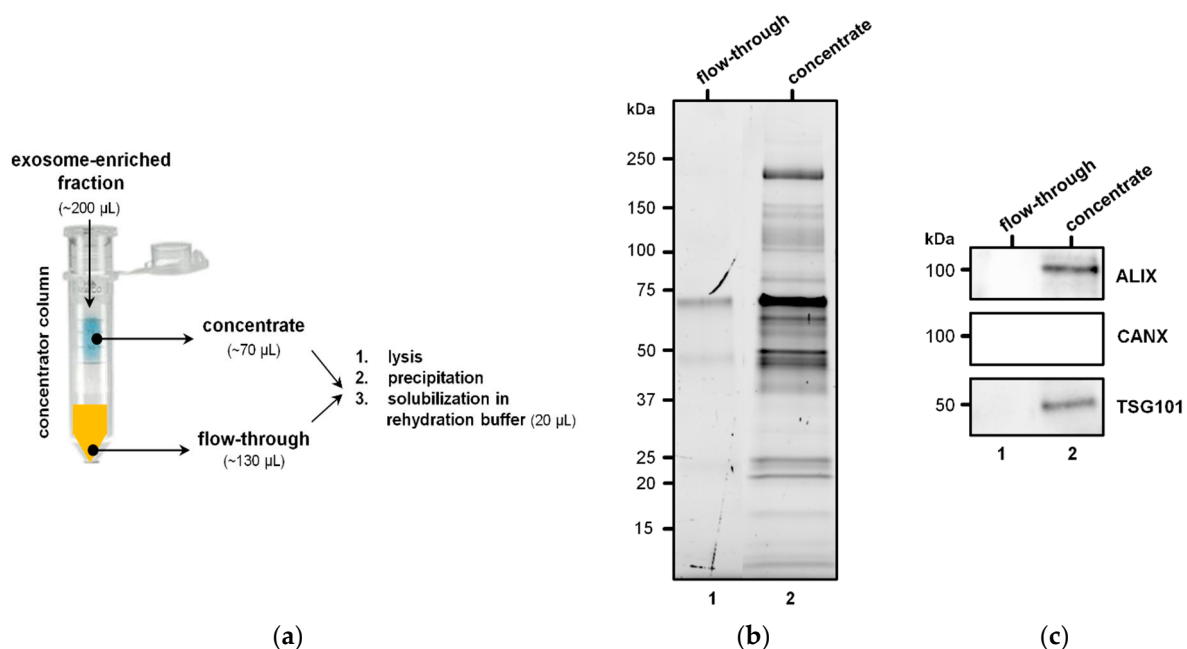 exosome-enriched
fraction
(~200 µL)
concentrator column
concentrate
(~70 µL)
flow-through
(~130 µL)
1. lysis
2. precipitation
3. solubilization in
rehydration buffer (20 µL)
(a)
flow-through
concentrate
kDa
250
150
100
75
50
37
25
20
15
1
2
(b)
flow-through
concentrate
kDa
100
ALIX
100
CANX
50
TSG101
1
2
(c)